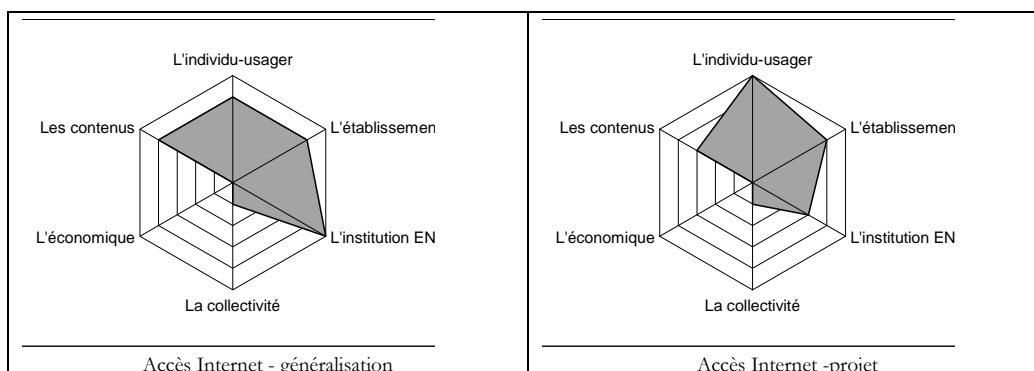 L'individu-usager
Les contenus
L'établissemen
L'économique
L'institution EN
La collectivité
Accès Internet - généralisation
L'individu-usager
Les contenus
L'établissemen
L'économique
L'institution EN
La collectivité
Accès Internet -projet